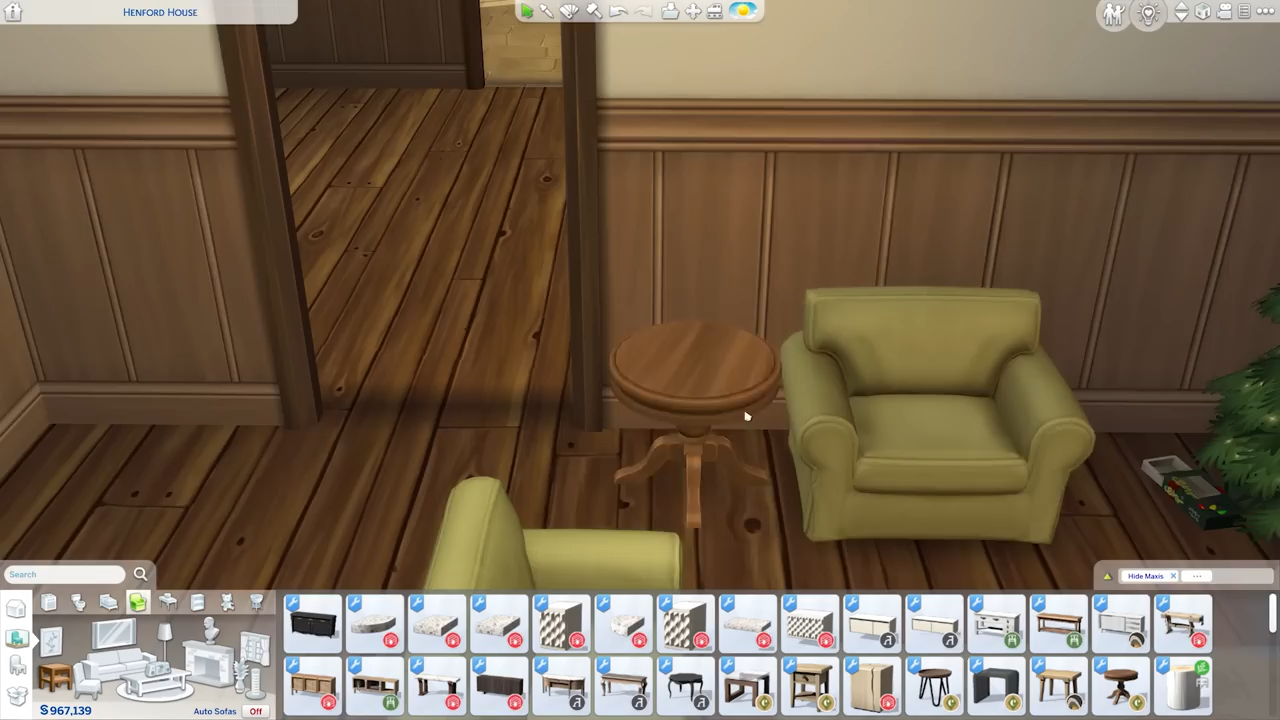 HENFORD HOUSE
Search
Hide Maxis
...
§967,139
Auto Sofas
Off